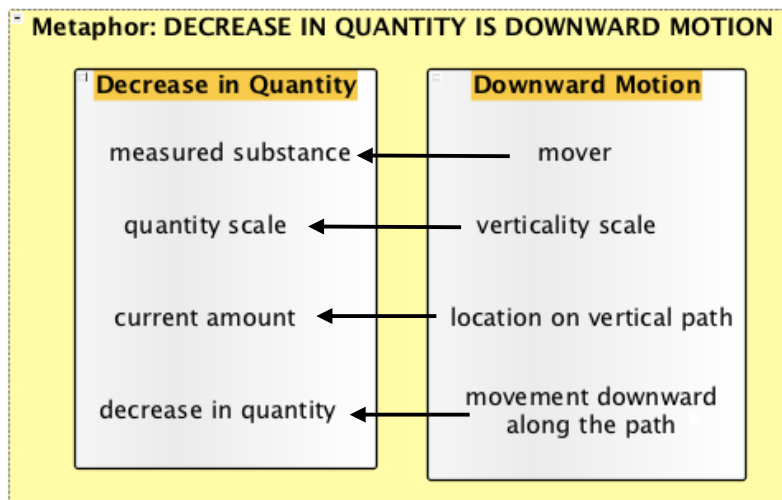 Metaphor: DECREASE IN QUANTITY IS DOWNWARD MOTION
Decrease in Quantity
measured substance
quantity scale
current amount
decrease in quantity
Downward Motion
mover
verticality scale
location on vertical path
movement downward
along the path